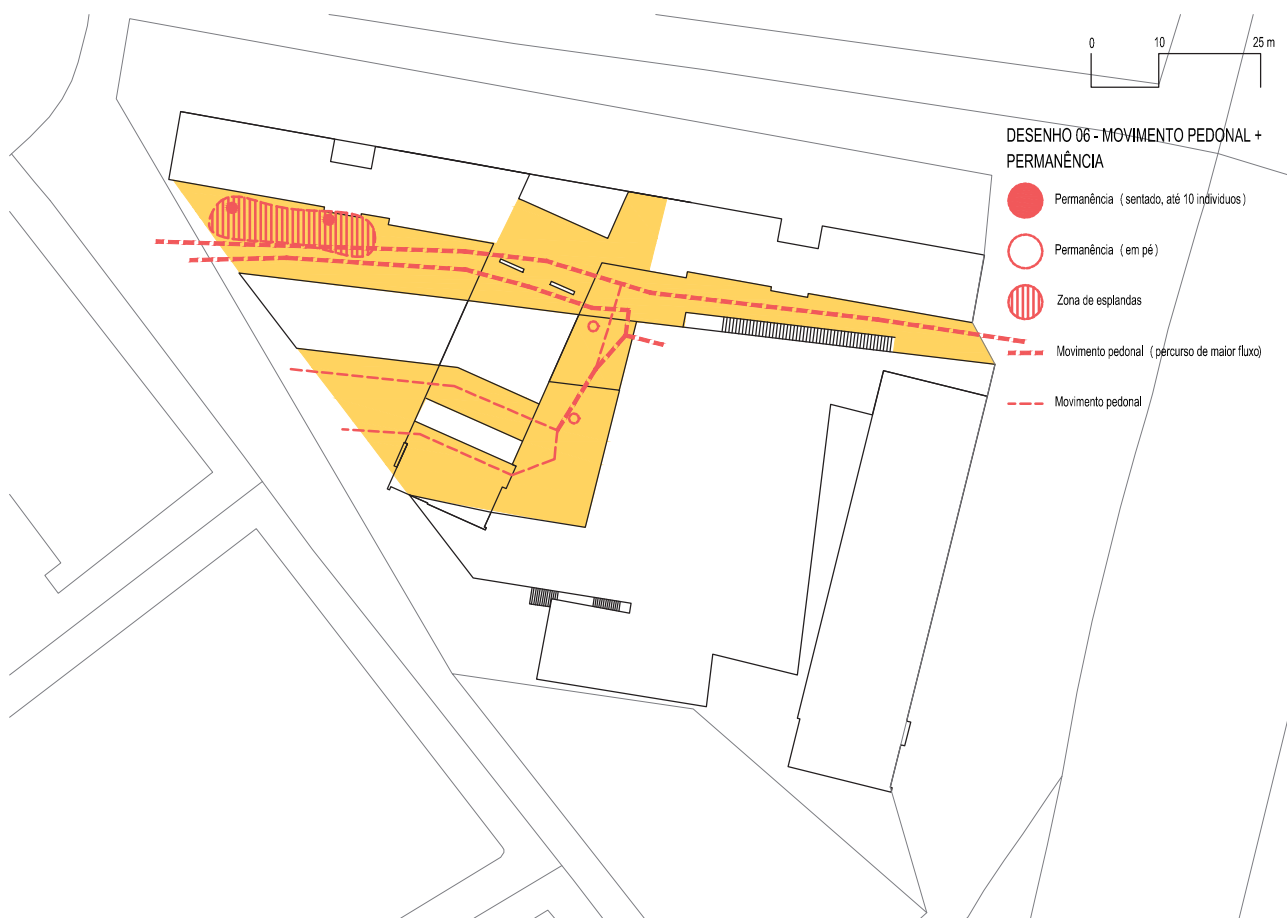 0 10 25 m
DESENHO 06 - MOVIMENTO PEDONAL +
PERMANÊNCIA
Permanência ( sentado, até 10 individuos )
Permanência ( em pé )
Zona de esplandas
Movimento pedonal ( percurso de maior fluxo)
Movimento pedonal